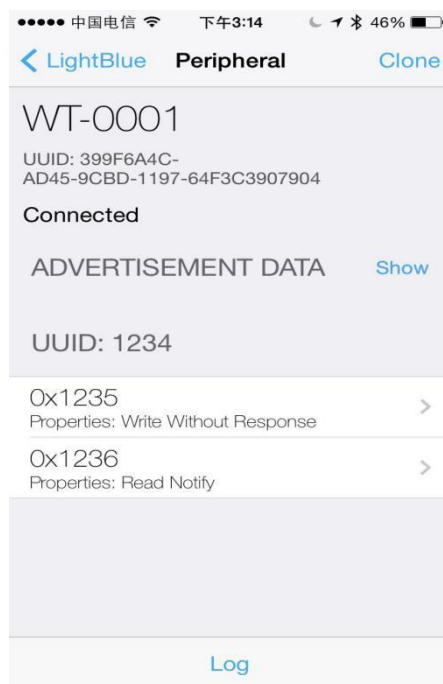 中国电信 下午3:14 46%
LightBlue Peripheral Clone
WT-0001
UUID: 399F6A4C-
AD45-9CBD-1197-64F3C3907904
Connected
ADVERTISEMENT DATA Show
UUID: 1234
0x1235
Properties: Write Without Response
0x1236
Properties: Read Notify
Log